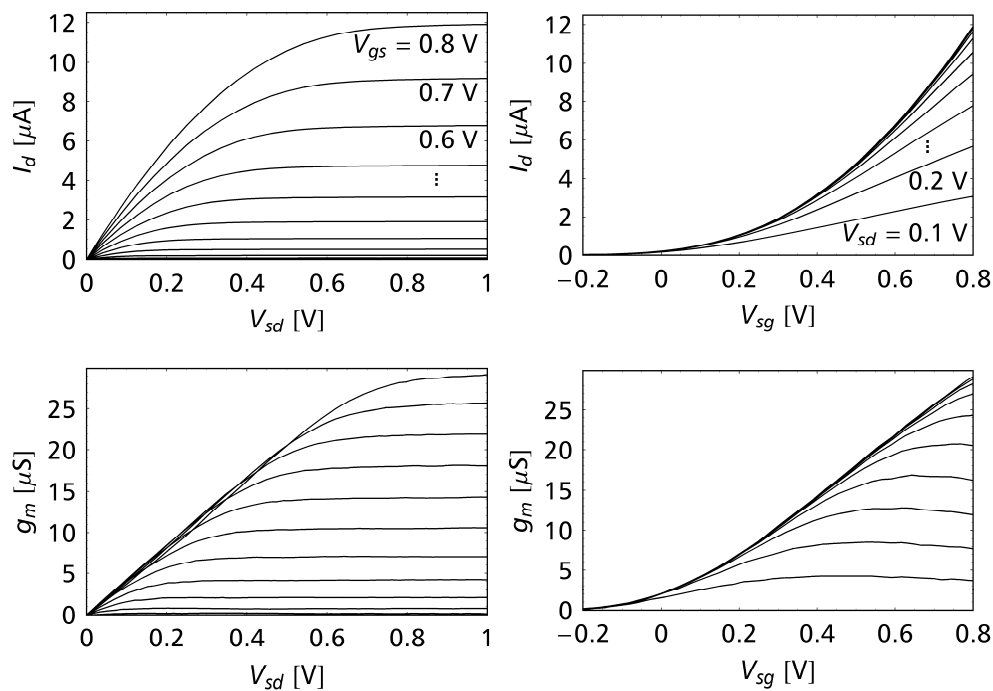 12
10
8
6
4
2
0
I_d [μA]
V_gs = 0.8 V
0.7 V
0.6 V
⋮
0 0.2 0.4 0.6 0.8 1
V_sd [V]
12
10
8
6
4
2
0
I_d [μA]
⋮
0.2 V
V_sd = 0.1 V
−0.2 0 0.2 0.4 0.6 0.8
V_sg [V]
25
20
15
10
5
0
g_m [μS]
0 0.2 0.4 0.6 0.8 1
V_sd [V]
25
20
15
10
5
0
g_m [μS]
−0.2 0 0.2 0.4 0.6 0.8
V_sg [V]